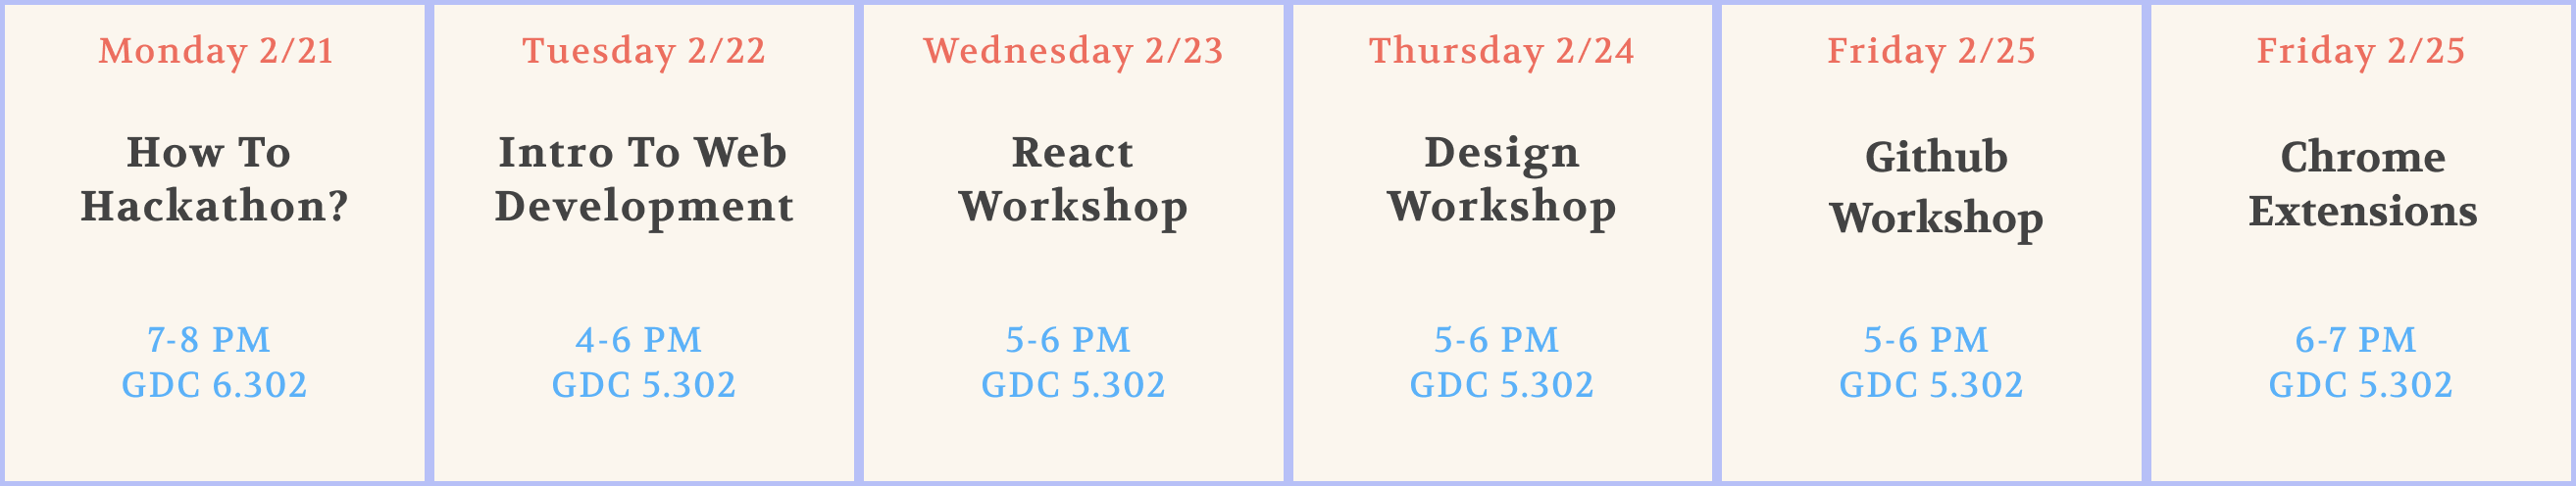 Monday 2/21
How To
Hackathon?
7-8 PM
GDC 6.302
Tuesday 2/22
Intro To Web
Development
4-6 PM
GDC 5.302
Wednesday 2/23
React
Workshop
5-6 PM
GDC 5.302
Thursday 2/24
Design
Workshop
5-6 PM
GDC 5.302
Friday 2/25
Github
Workshop
5-6 PM
GDC 5.302
Friday 2/25
Chrome
Extensions
6-7 PM
GDC 5.302